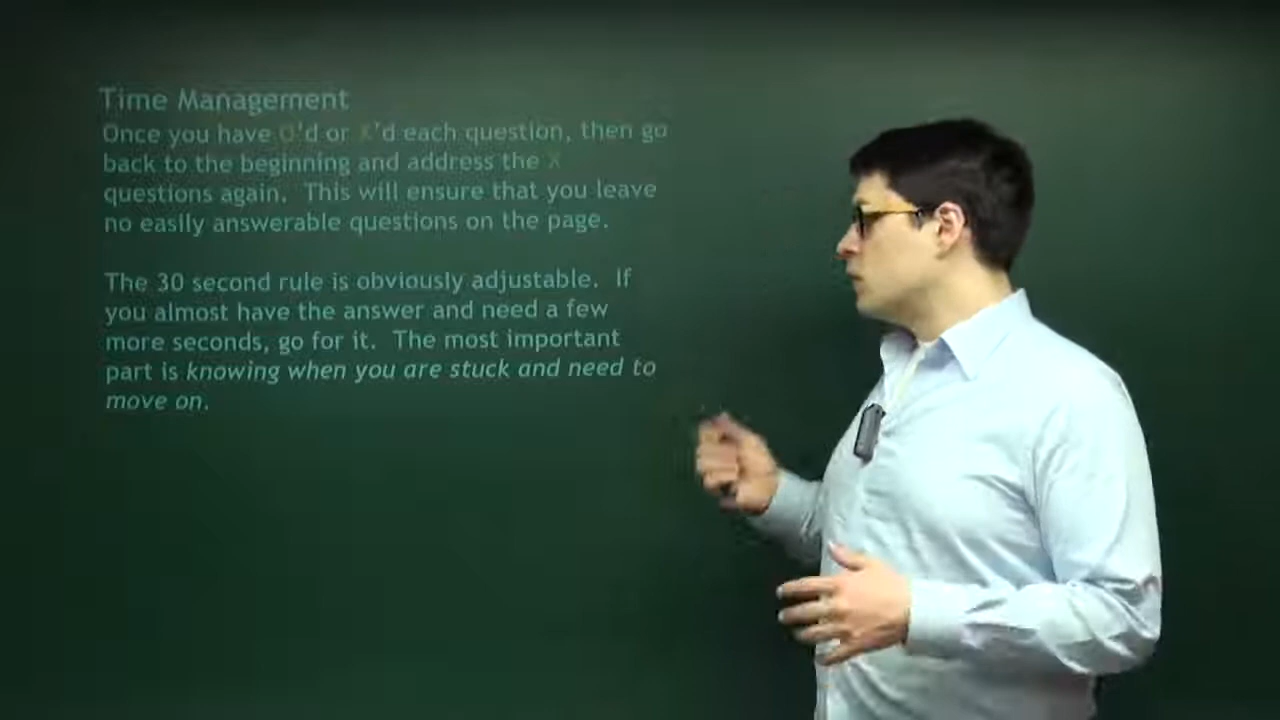 Time Management
Once you have O'd or X'd each question, then go
back to the beginning and address the X
questions again.  This will ensure that you leave
no easily answerable questions on the page.
The 30 second rule is obviously adjustable.  If
you almost have the answer and need a few
more seconds, go for it.  The most important
part is knowing when you are stuck and need to
move on.